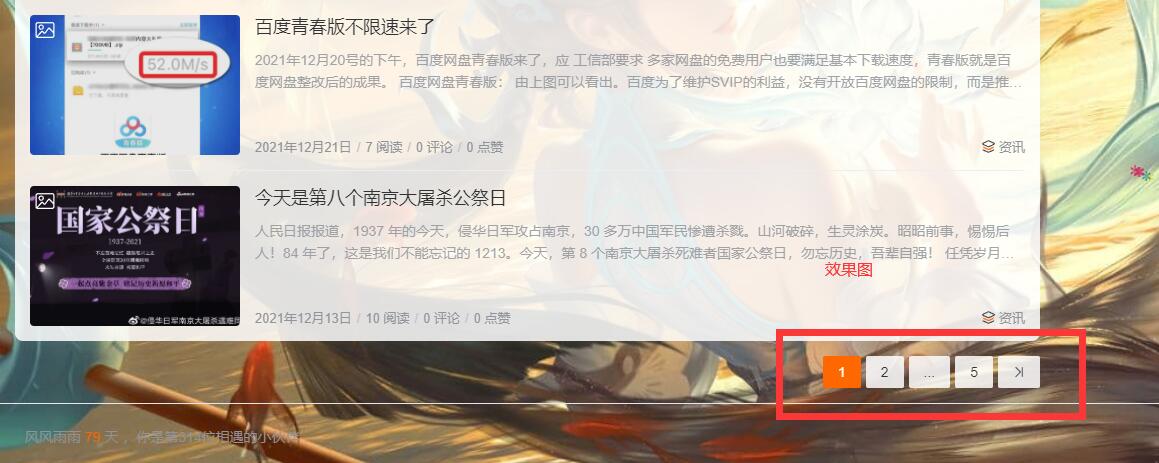 52.0M/s
百度青春版不限速来了
2021年12月20号的下午，百度网盘青春版来了，应 工信部要求 多家网盘的免费用户也要满足基本下载速度，青春版就是百
度网盘整改后的成果。 百度网盘青春版： 由上图可以看出。百度为了维护SVIP的利益，没有开放百度网盘的限制，而是推...
2021年12月21日 / 7 阅读 / 0 评论 / 0 点赞
资讯
国家公祭日
1937-2021
@侵华日军南京大屠杀遇难同
今天是第八个南京大屠杀公祭日
人民日报报道，1937 年的今天，侵华日军攻占南京，30 多万中国军民惨遭杀戮。山河破碎，生灵涂炭。昭昭前事，惕惕后
人！84 年了，这是我们不能忘记的 1213。今天，第 8 个南京大屠杀死难者国家公祭日，勿忘历史，吾辈自强！ 任凭岁月...
效果图
2021年12月13日 / 10 阅读 / 0 评论 / 0 点赞
资讯
1 2 ... 5
风风雨雨 79 天 ，你是第314位相遇的小伙伴